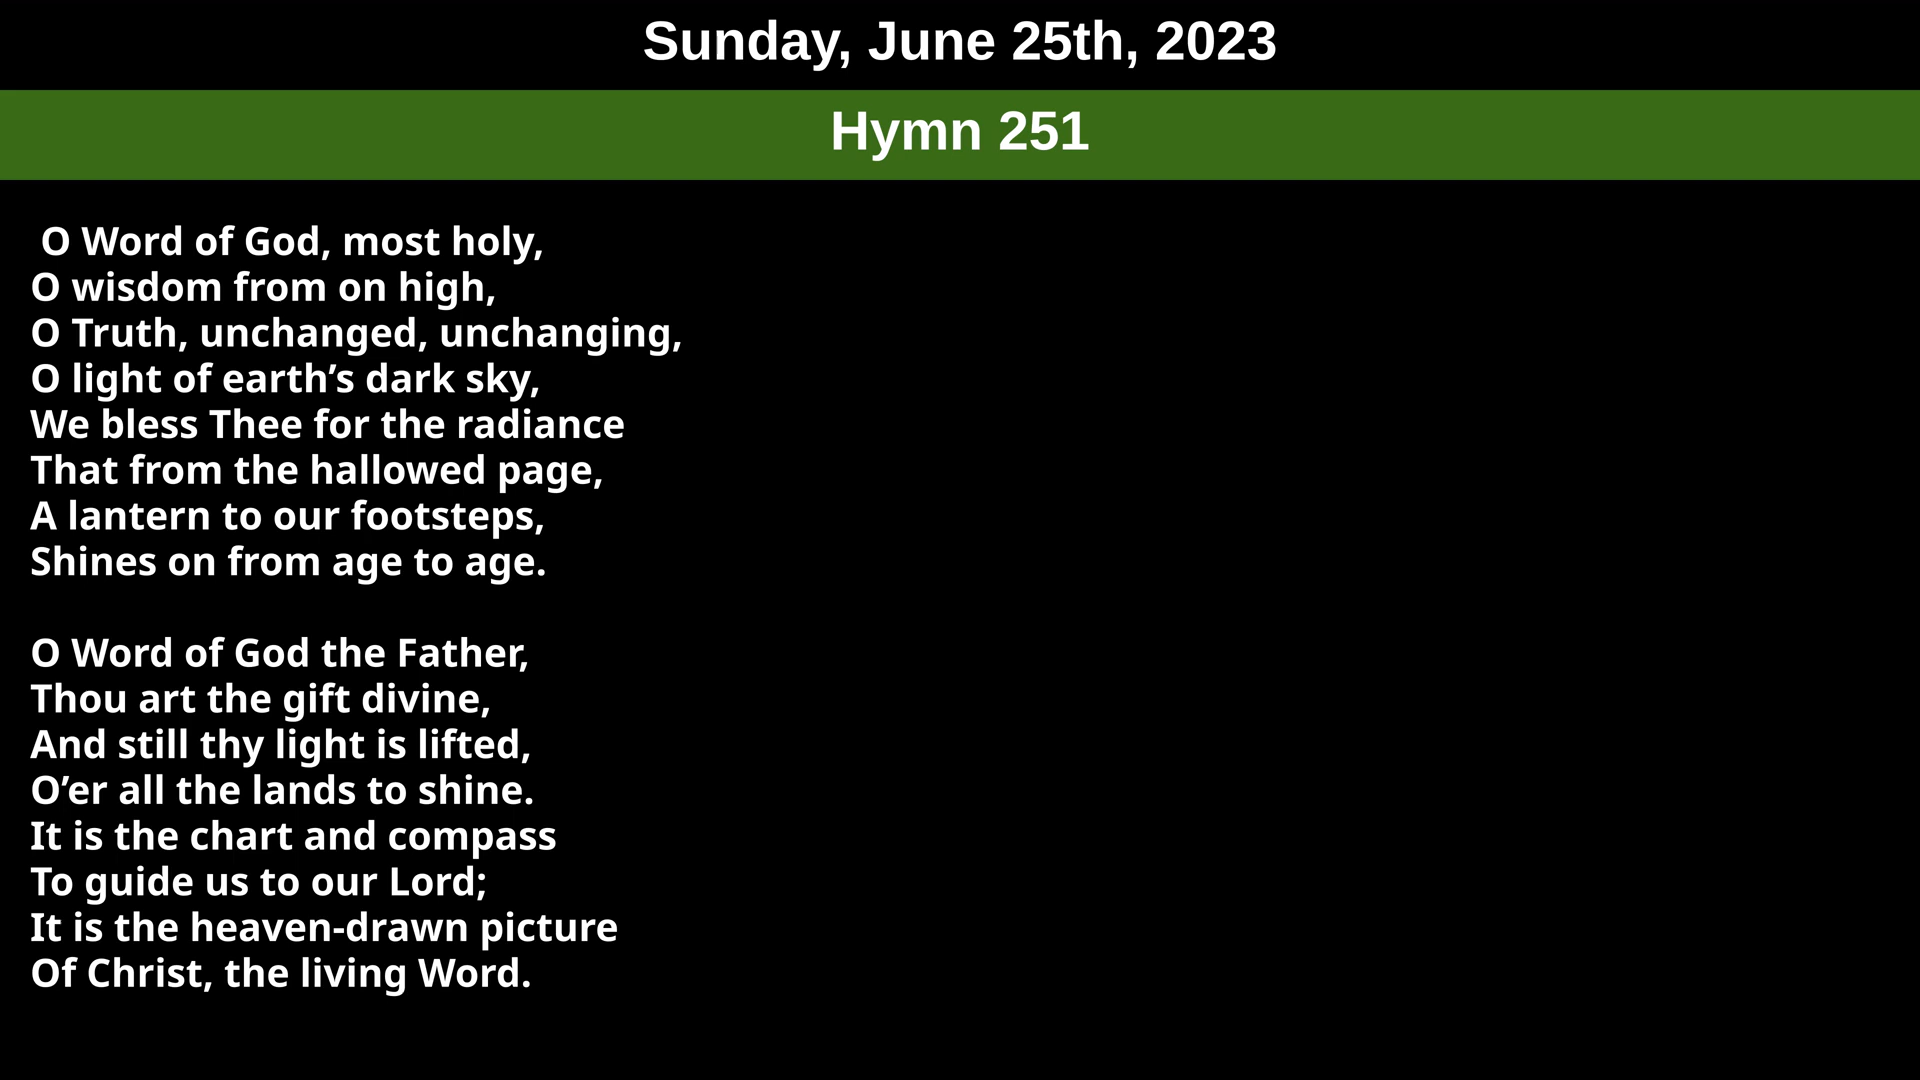 Sunday, June 25th, 2023
Hymn 251
O Word of God, most holy,
O wisdom from on high,
O Truth, unchanged, unchanging,
O light of earth’s dark sky,
We bless Thee for the radiance
That from the hallowed page,
A lantern to our footsteps,
Shines on from age to age.
O Word of God the Father,
Thou art the gift divine,
And still thy light is lifted,
O’er all the lands to shine.
It is the chart and compass
To guide us to our Lord;
It is the heaven-drawn picture
Of Christ, the living Word.